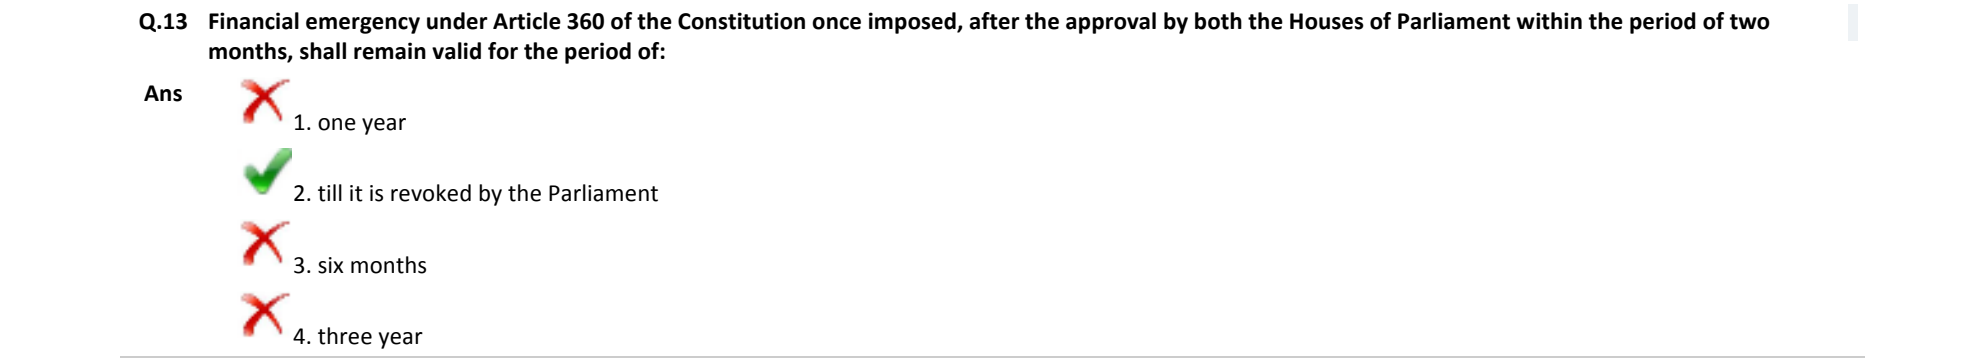 Q.13 Financial emergency under Article 360 of the Constitution once imposed, after the approval by both the Houses of Parliament within the period of two
months, shall remain valid for the period of:
Ans
1. one year
2. till it is revoked by the Parliament
3. six months
4. three year